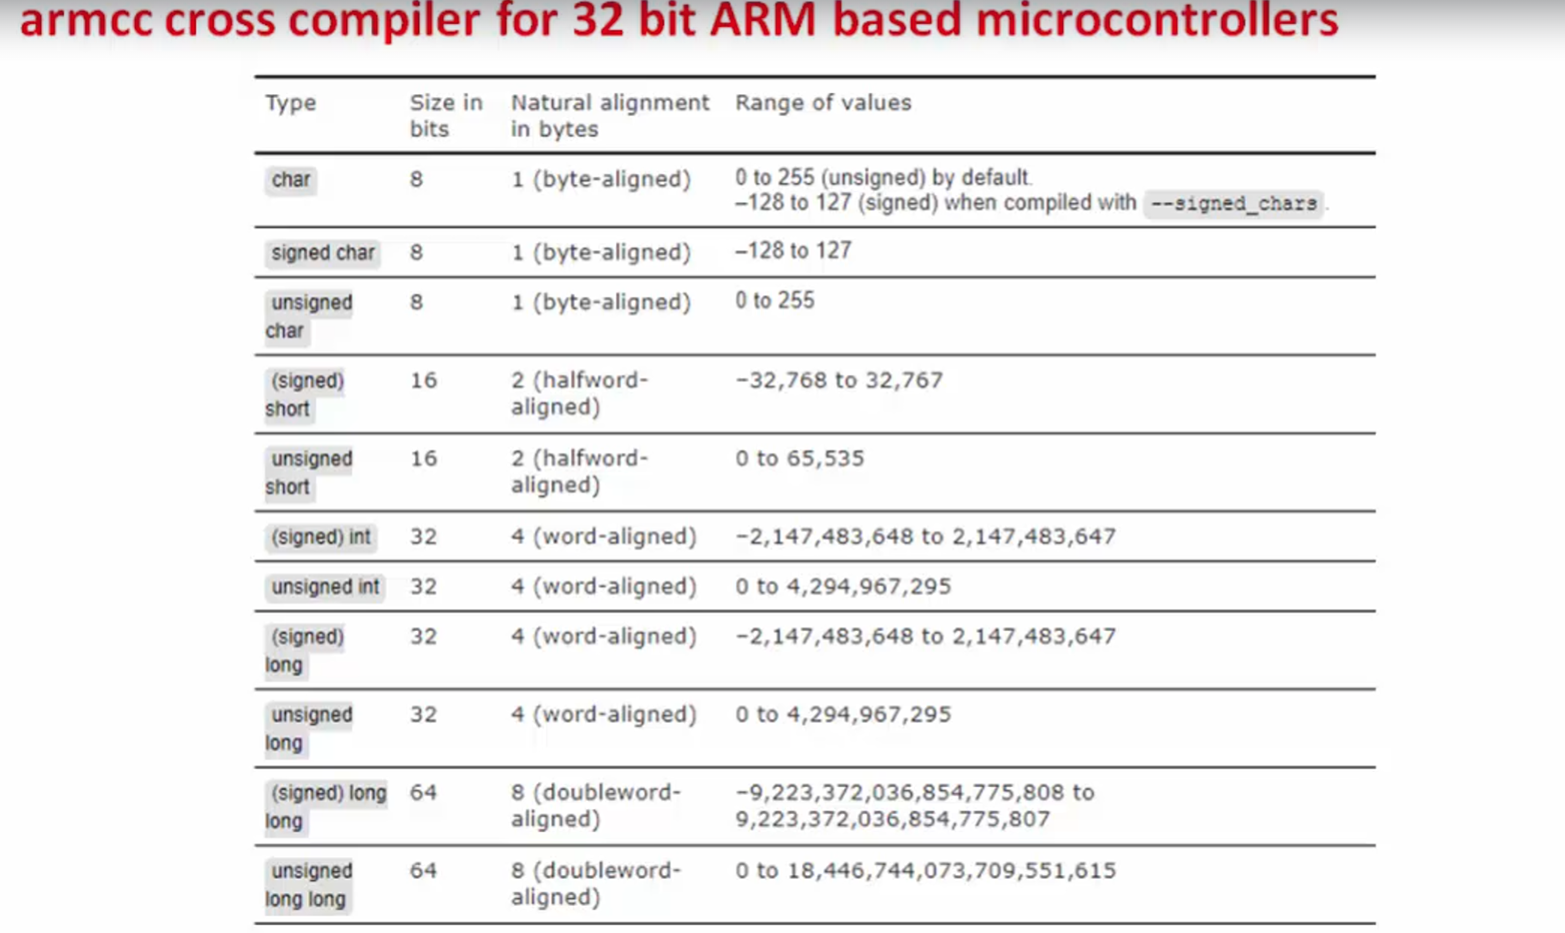 armcc cross compiler for 32 bit ARM based microcontrollers
Type Size in bits Natural alignment in bytes Range of values
char 8 1 (byte-aligned) 0 to 255 (unsigned) by default.
−128 to 127 (signed) when compiled with --signed_chars.
signed char 8 1 (byte-aligned) −128 to 127
unsigned char 8 1 (byte-aligned) 0 to 255
(signed) short 16 2 (halfword-aligned) −32,768 to 32,767
unsigned short 16 2 (halfword-aligned) 0 to 65,535
(signed) int 32 4 (word-aligned) −2,147,483,648 to 2,147,483,647
unsigned int 32 4 (word-aligned) 0 to 4,294,967,295
(signed) long 32 4 (word-aligned) −2,147,483,648 to 2,147,483,647
unsigned long 32 4 (word-aligned) 0 to 4,294,967,295
(signed) long long 64 8 (doubleword-aligned) −9,223,372,036,854,775,808 to 9,223,372,036,854,775,807
unsigned long long 64 8 (doubleword-aligned) 0 to 18,446,744,073,709,551,615